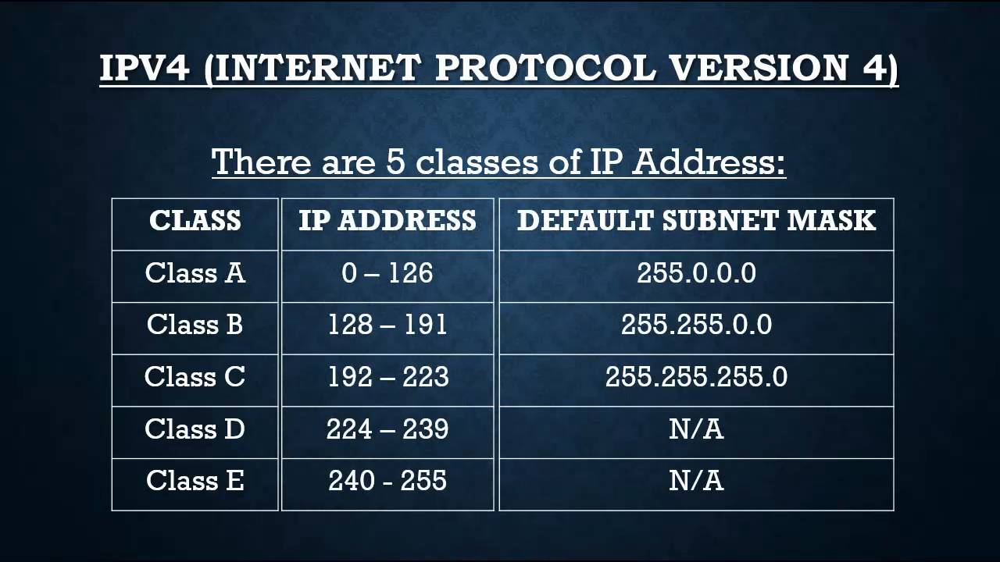 IPV4 (INTERNET PROTOCOL VERSION 4)
There are 5 classes of IP Address:
CLASS IP ADDRESS DEFAULT SUBNET MASK
Class A 0 – 126 255.0.0.0
Class B 128 – 191 255.255.0.0
Class C 192 – 223 255.255.255.0
Class D 224 – 239 N/A
Class E 240 - 255 N/A